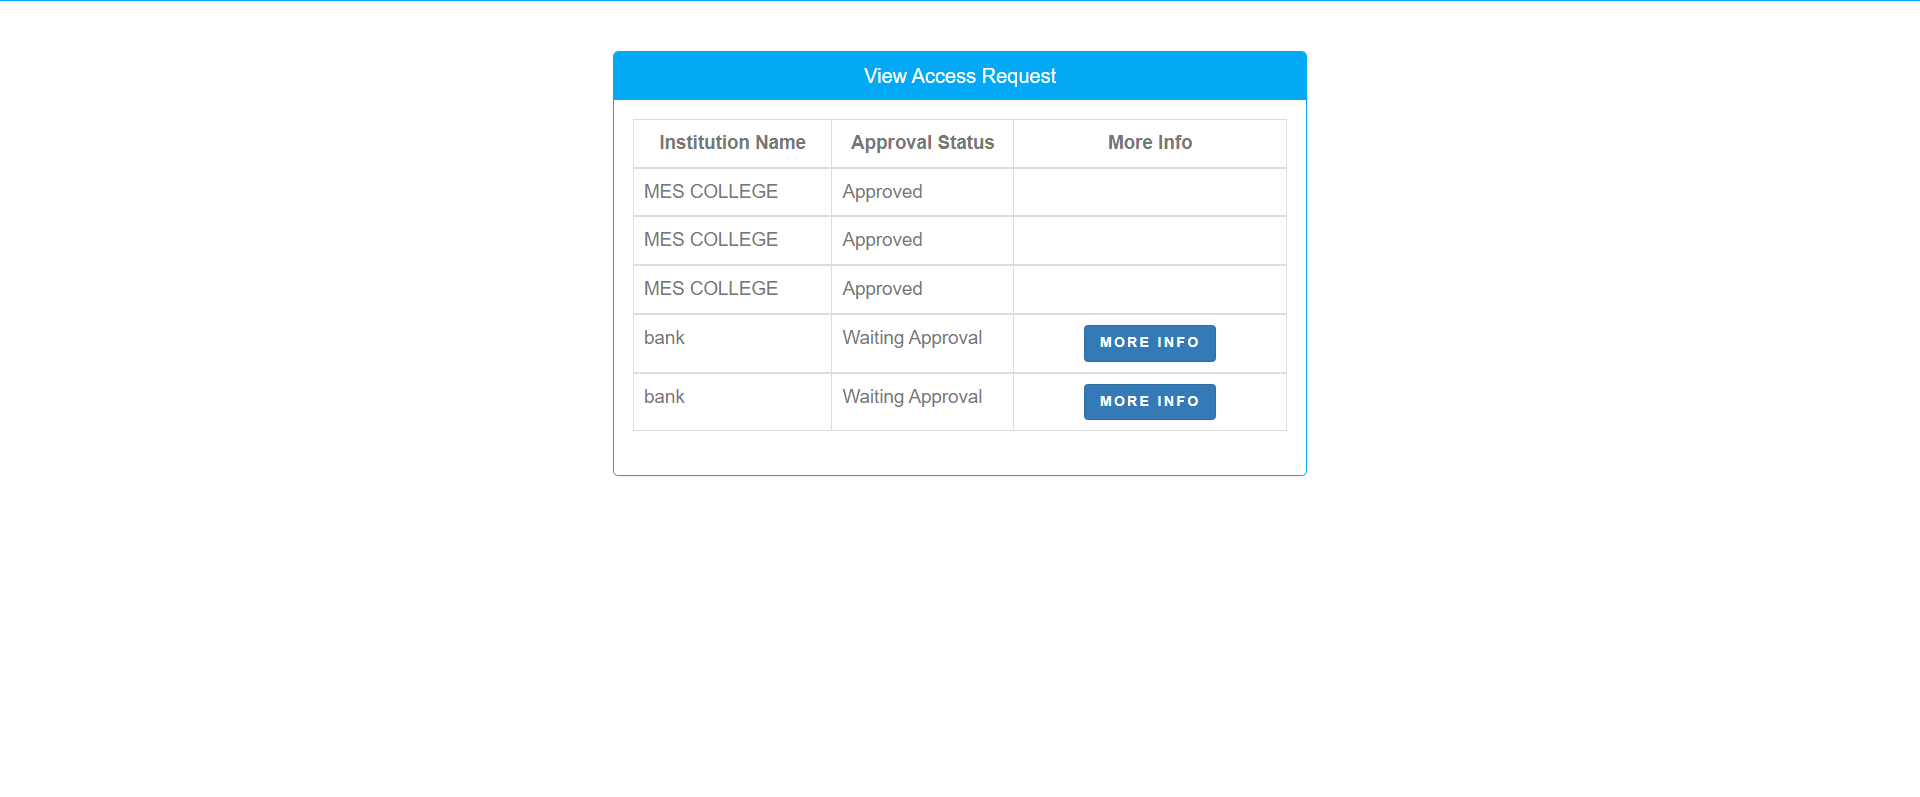 View Access Request
Institution Name Approval Status More Info
MES COLLEGE Approved
MES COLLEGE Approved
MES COLLEGE Approved
bank Waiting Approval MORE INFO
bank Waiting Approval MORE INFO